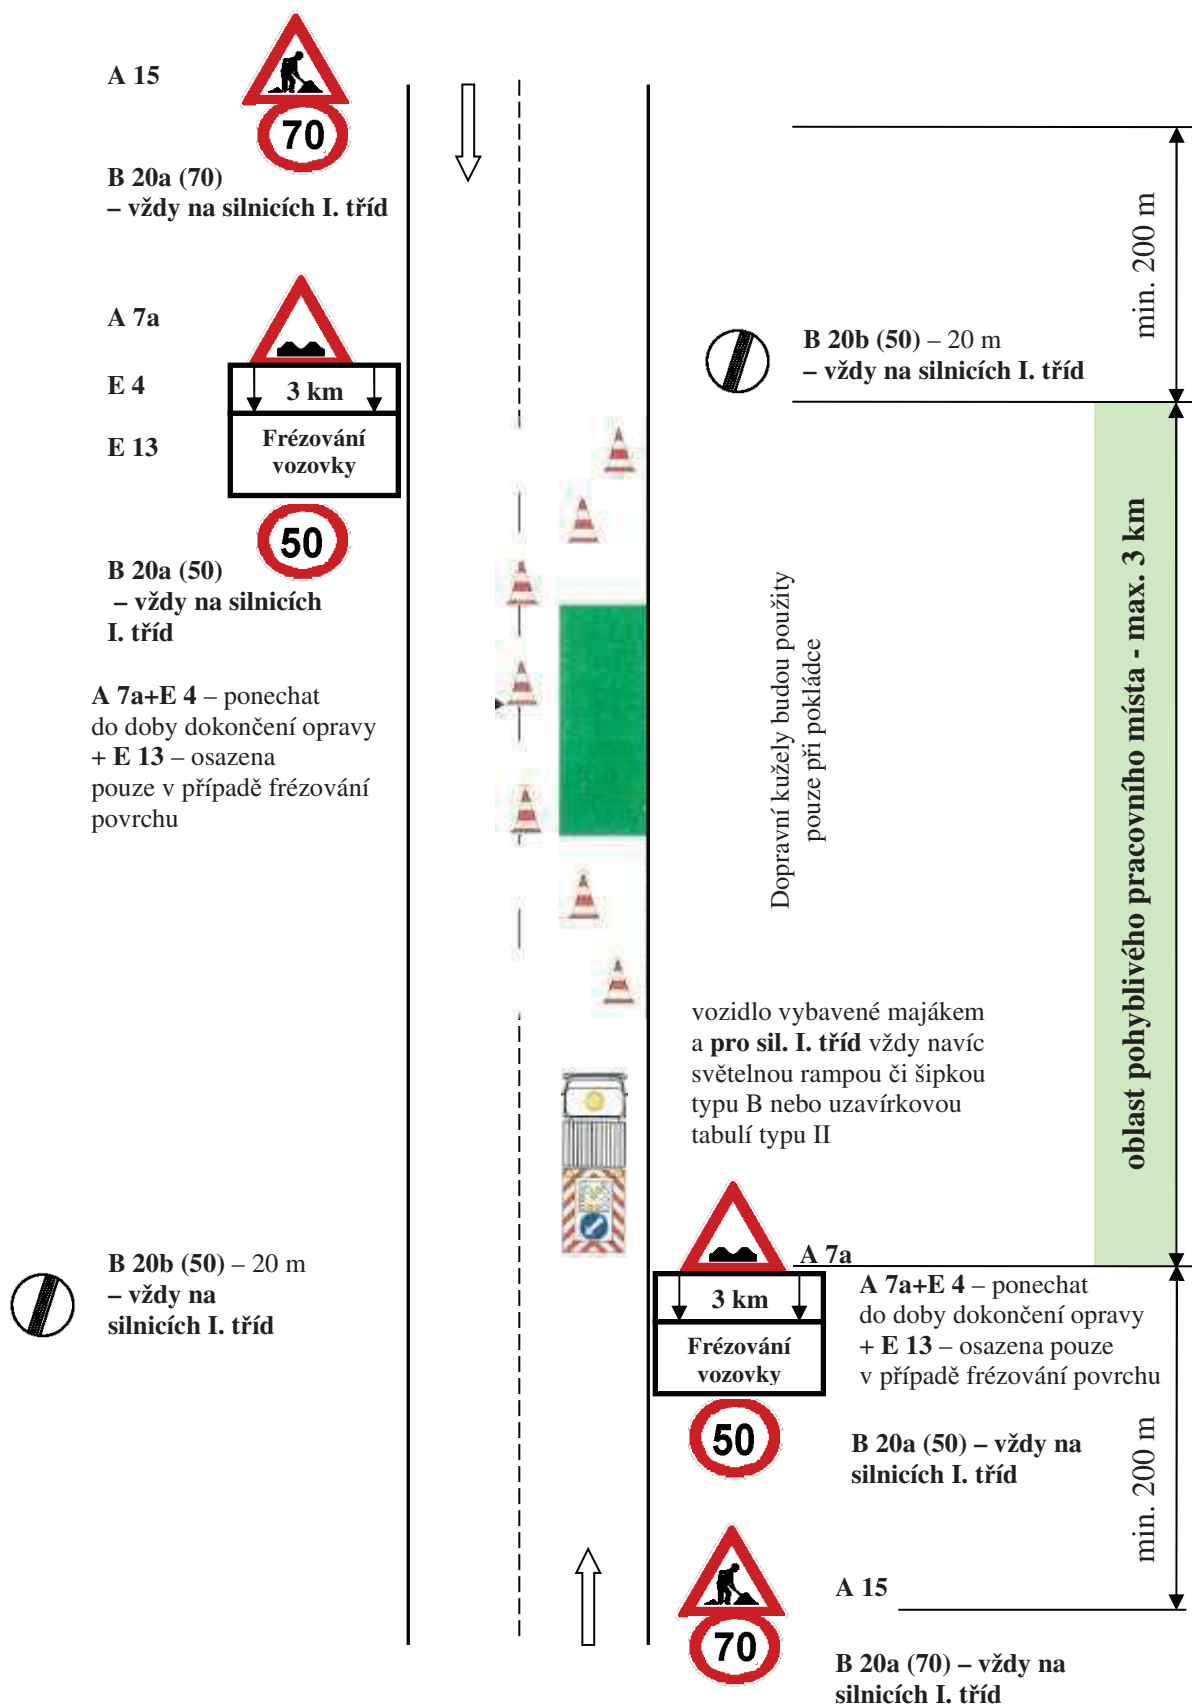 A 15
70
B 20a (70)
– vždy na silnicích I. tříd
A 7a
E 4
3 km
E 13
Frézování
vozovky
50
B 20a (50)
– vždy na silnicích
I. tříd
A 7a+E 4 – ponechat
do doby dokončení opravy
+ E 13 – osazena
pouze v případě frézování
povrchu
B 20b (50) – 20 m
– vždy na
silnicích I. tříd
min. 200 m
B 20b (50) – 20 m
– vždy na silnicích I. tříd
Dopravní kužely budou použity
pouze při pokládce
oblast pohyblivého pracovního místa - max. 3 km
vozidlo vybavené majákem
a pro sil. I. tříd vždy navíc
světelnou rampou či šipkou
typu B nebo uzavírkovou
tabulí typu II
A 7a
3 km
Frézování
vozovky
A 7a+E 4 – ponechat
do doby dokončení opravy
+ E 13 – osazena pouze
v případě frézování povrchu
50
B 20a (50) – vždy na
silnicích I. tříd
min. 200 m
A 15
70
B 20a (70) – vždy na
silnicích I. tříd